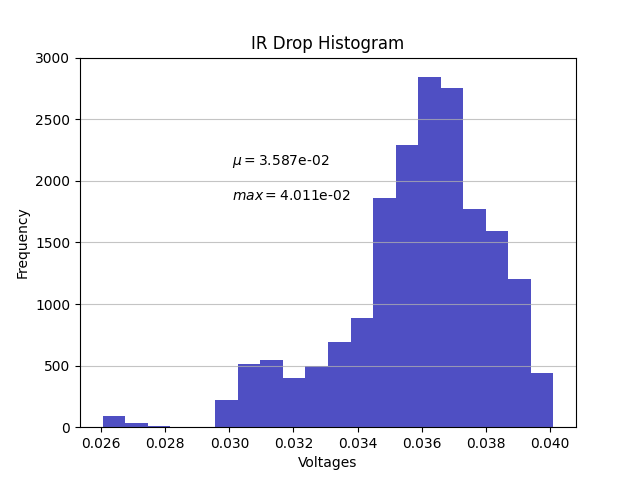 IR Drop Histogram
3000
2500
2000
1500
1000
500
0
Frequency
μ = 3.587e-02
max = 4.011e-02
0.026 0.028 0.030 0.032 0.034 0.036 0.038 0.040
Voltages